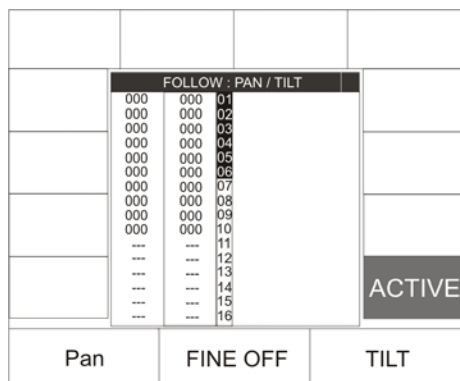 FOLLOW : PAN / TILT
000 000 01
000 000 02
000 000 03
000 000 04
000 000 05
000 000 06
000 000 07
000 000 08
000 000 09
000 000 10
--- --- 11
--- --- 12
--- --- 13
--- --- 14
--- --- 15
--- --- 16
ACTIVE
Pan FINE OFF TILT